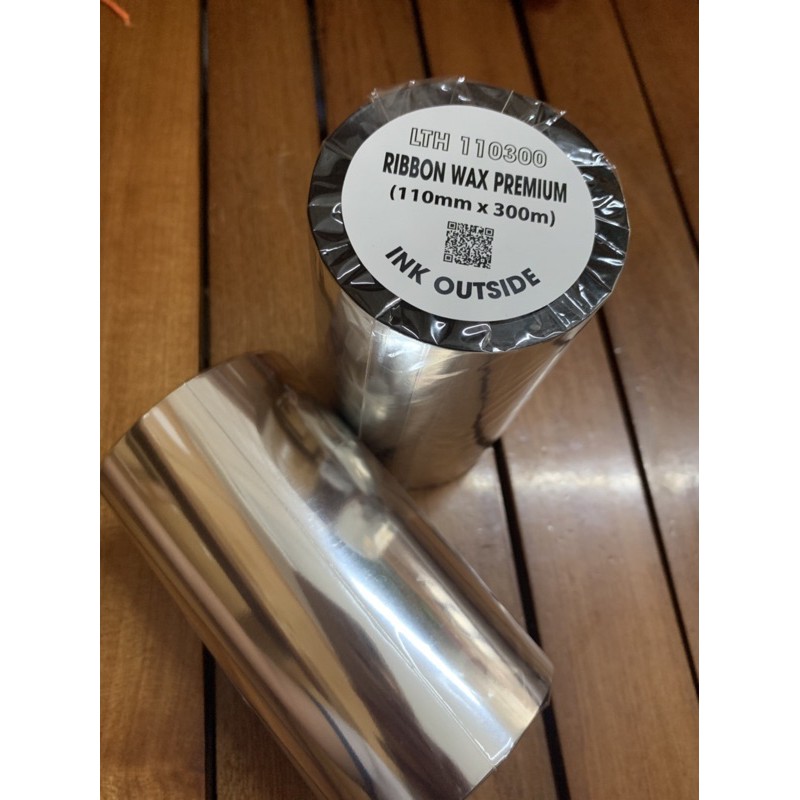 LTH 110300
RIBBON WAX PREMIUM
(110mm x 300m)
INK OUTSIDE